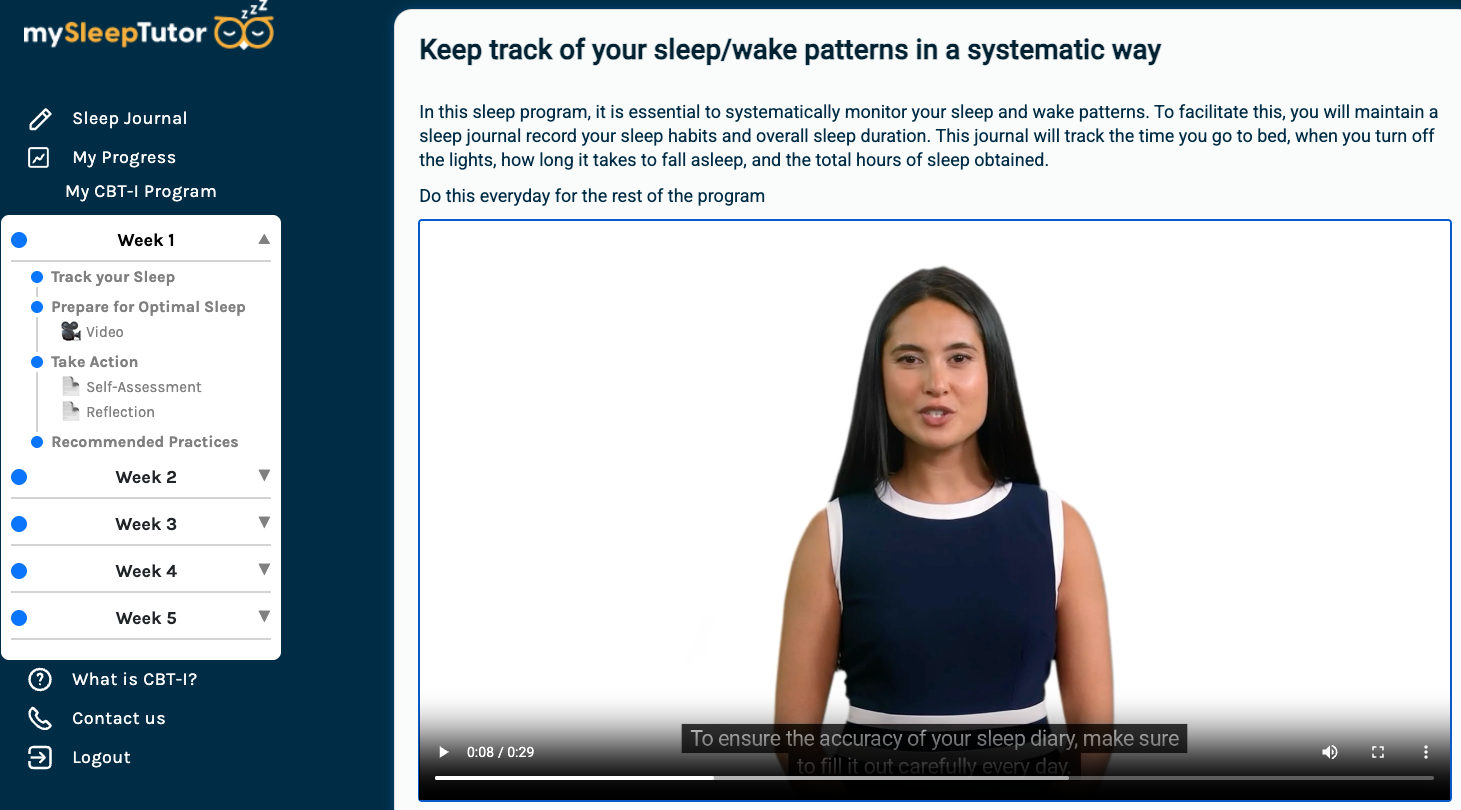 zzZ
mySleepTutor
Sleep Journal
My Progress
My CBT-I Program
Week 1
Track your Sleep
Prepare for Optimal Sleep
Video
Take Action
Self-Assessment
Reflection
Recommended Practices
Week 2
Week 3
Week 4
Week 5
What is CBT-I?
Contact us
Logout
Keep track of your sleep/wake patterns in a systematic way
In this sleep program, it is essential to systematically monitor your sleep and wake patterns. To facilitate this, you will maintain a
sleep journal record your sleep habits and overall sleep duration. This journal will track the time you go to bed, when you turn off
the lights, how long it takes to fall asleep, and the total hours of sleep obtained.
Do this everyday for the rest of the program
To ensure the accuracy of your sleep diary, make sure
to fill it out carefully every day.
0:08 / 0:29